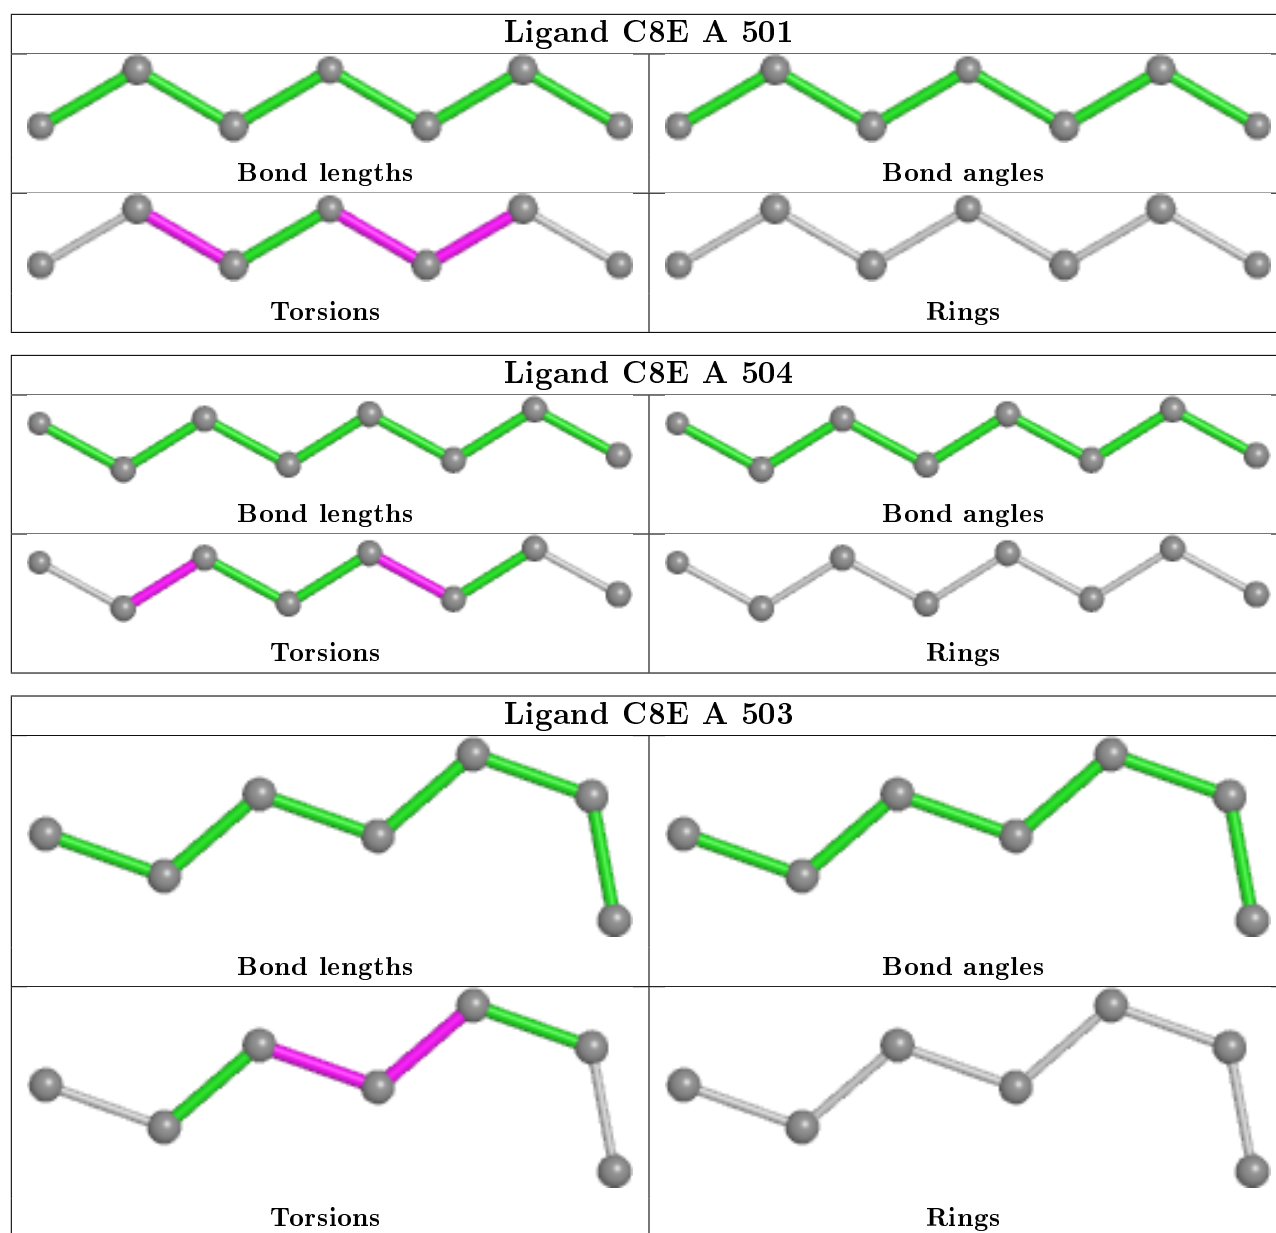 Ligand C8E A 501
Bond lengths
Bond angles
Torsions
Rings
Ligand C8E A 504
Bond lengths
Bond angles
Torsions
Rings
Ligand C8E A 503
Bond lengths
Bond angles
Torsions
Rings